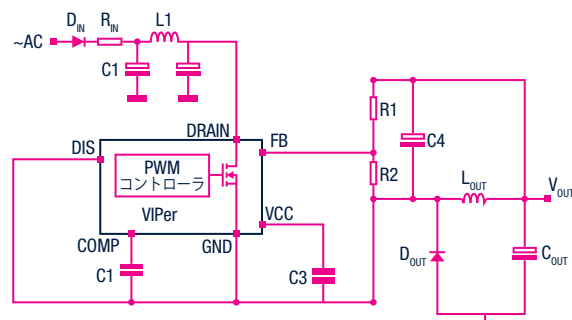 D_IN
R_IN
L1
~AC
C1
DRAIN
DIS
FB
R1
C4
R2
PWM
コントローラ
VIPer
VCC
L_OUT
V_OUT
COMP
GND
C1
C3
D_OUT
C_OUT